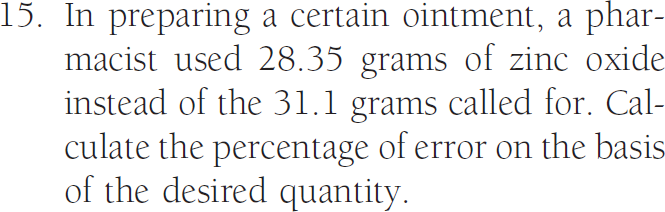 15. In preparing a certain ointment, a phar-
macist used 28.35 grams of zinc oxide
instead of the 31.1 grams called for. Cal-
culate the percentage of error on the basis
of the desired quantity.